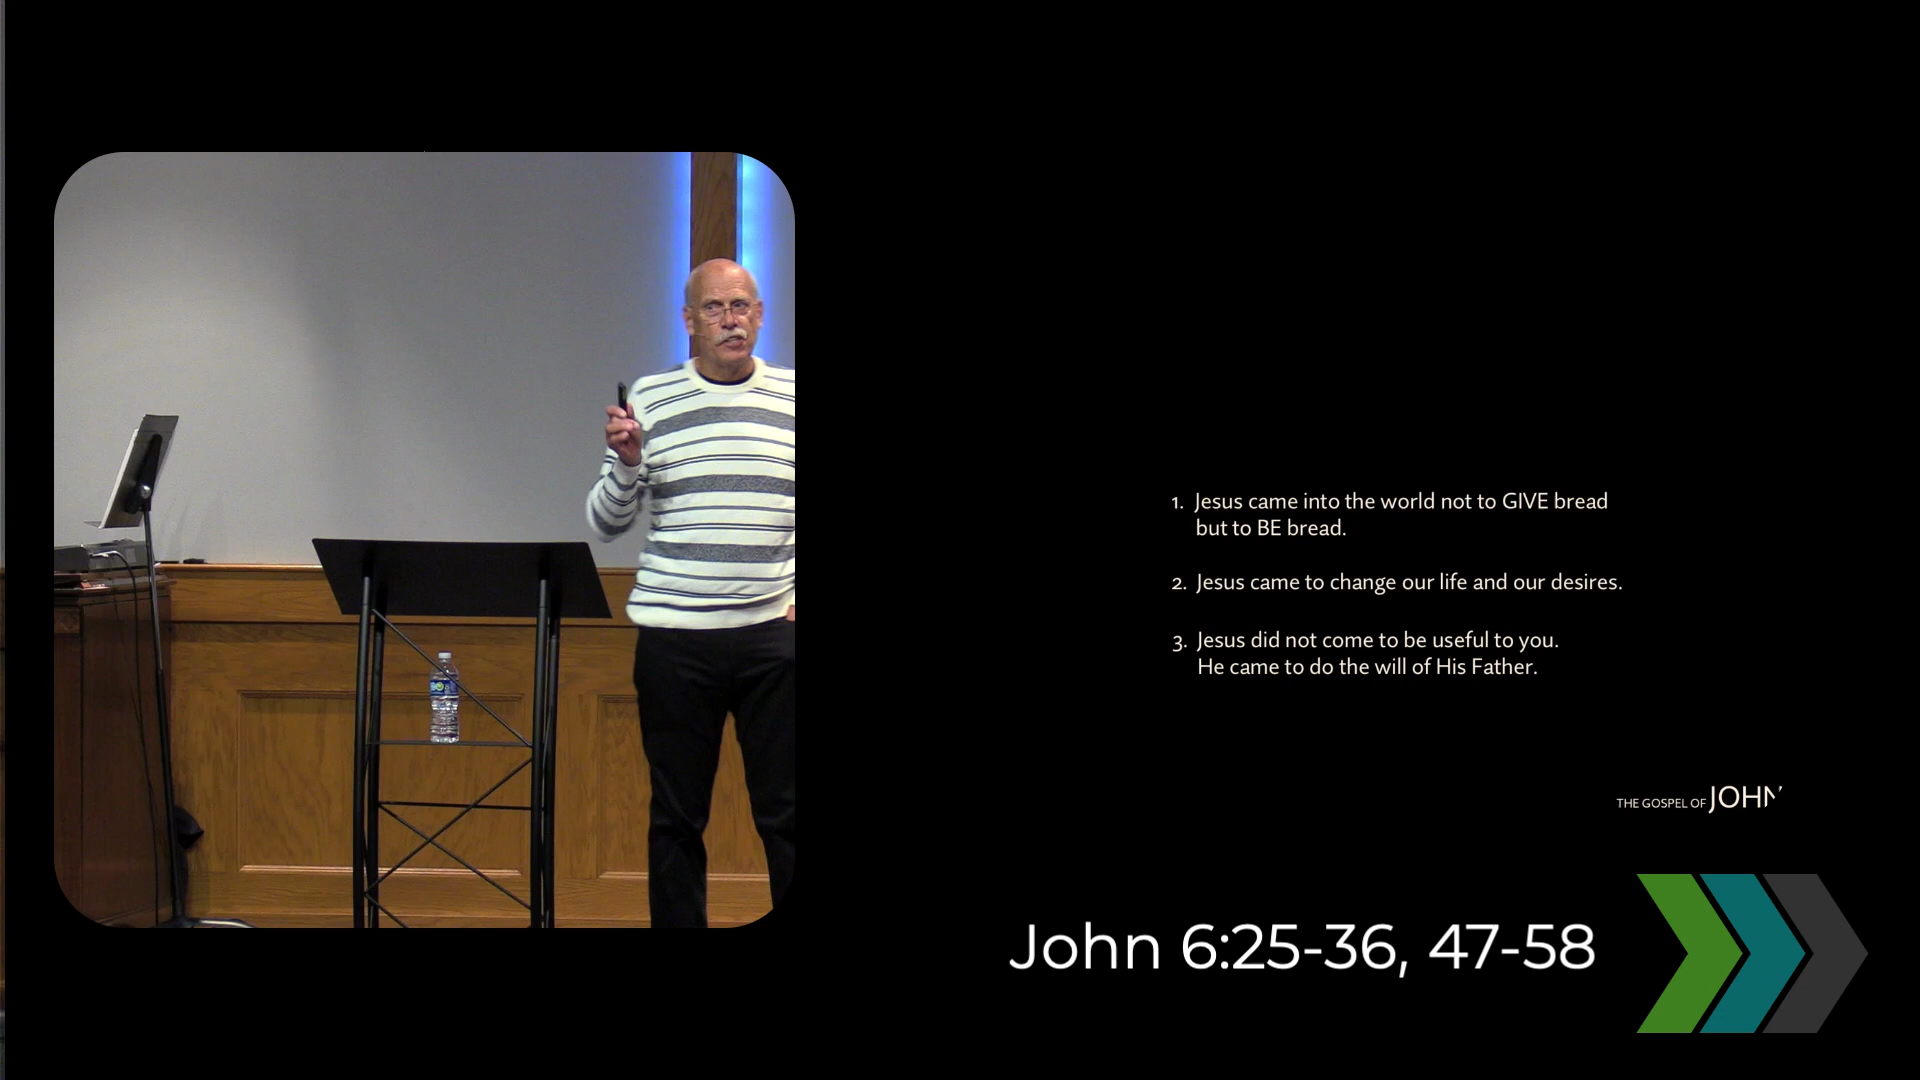 1. Jesus came into the world not to GIVE bread
but to BE bread.
2. Jesus came to change our life and our desires.
3. Jesus did not come to be useful to you.
He came to do the will of His Father.
THE GOSPEL OF JOHN
John 6:25-36, 47-58